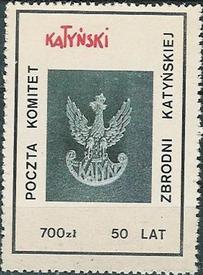 KATYŃSKI
POCZTA KOMITET
ZBRODNI KATYŃSKIEJ
KATYŃ
700zł 50 LAT